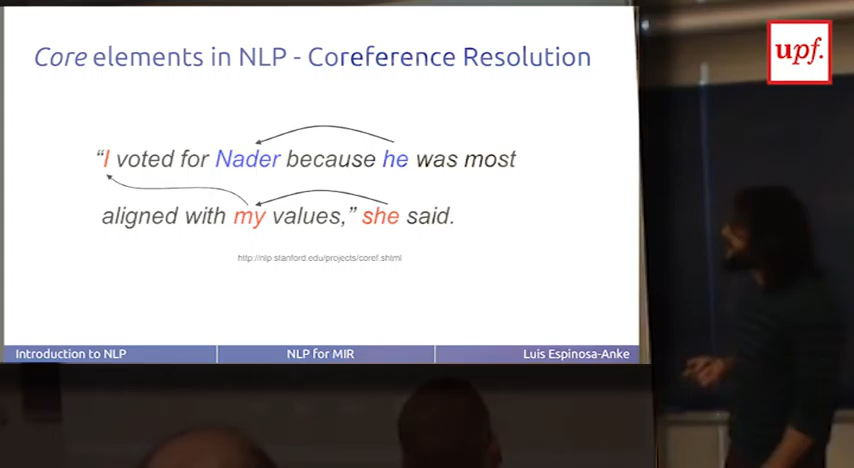 Core elements in NLP - Coreference Resolution
upf.
“I voted for Nader because he was most
aligned with my values,” she said.
http://nlp.stanford.edu/projects/coref.shtml
Introduction to NLP
NLP for MIR
Luis Espinosa-Anke